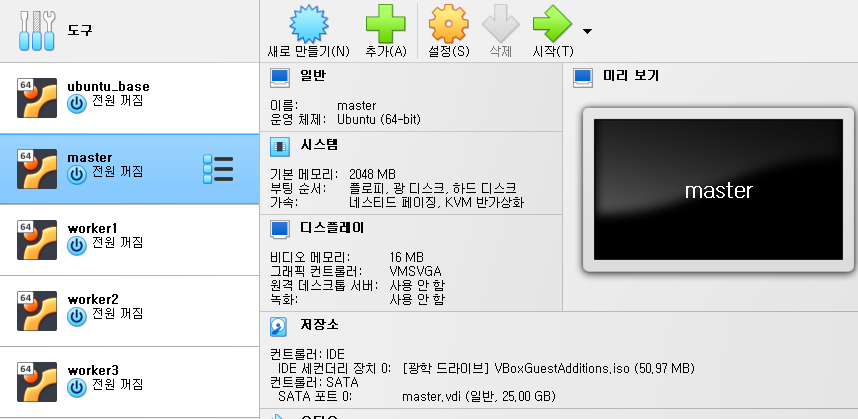 도구
새로 만들기(N) 추가(A) 설정(S) 삭제 시작(T)
64
ubuntu_base
전원 꺼짐
64
master
전원 꺼짐
64
worker1
전원 꺼짐
64
worker2
전원 꺼짐
64
worker3
전원 꺼짐
일반
이름: master
운영 체제: Ubuntu (64-bit)
시스템
기본 메모리: 2048 MB
부팅 순서: 플로피, 광 디스크, 하드 디스크
가속: 네스티드 페이징, KVM 반가상화
디스플레이
비디오 메모리: 16 MB
그래픽 컨트롤러: VMSVGA
원격 데스크톱 서버: 사용 안 함
녹화: 사용 안 함
저장소
컨트롤러: IDE
IDE 세컨더리 장치 0: [광학 드라이브] VBoxGuestAdditions.iso (50.97 MB)
컨트롤러: SATA
SATA 포트 0: master.vdi (일반, 25.00 GB)
미리 보기
master